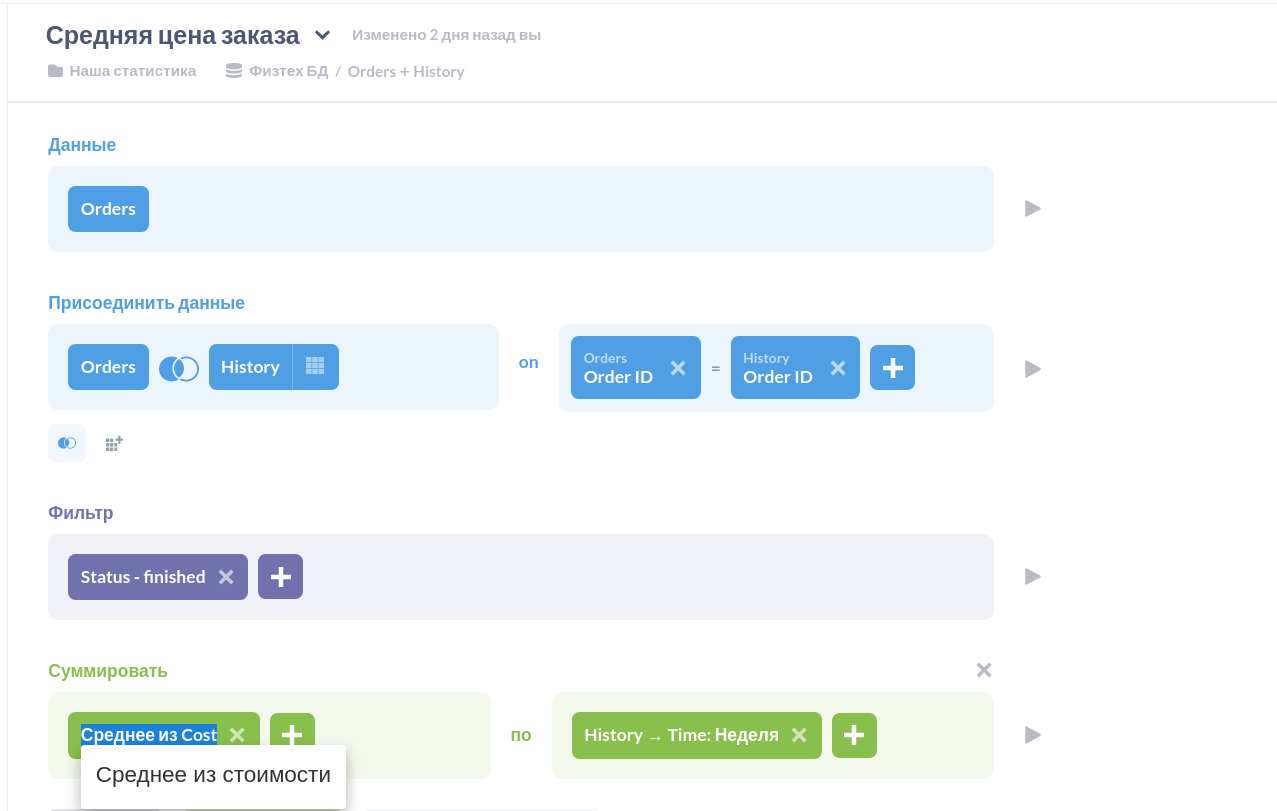 Средняя цена заказа Изменено 2 дня назад вы
Наша статистика Физтех БД / Orders + History
Данные
Orders
Присоединить данные
Orders History on Orders Order ID = History Order ID
Фильтр
Status - finished
Суммировать
Среднее из Cost по History → Time: Неделя
Среднее из стоимости